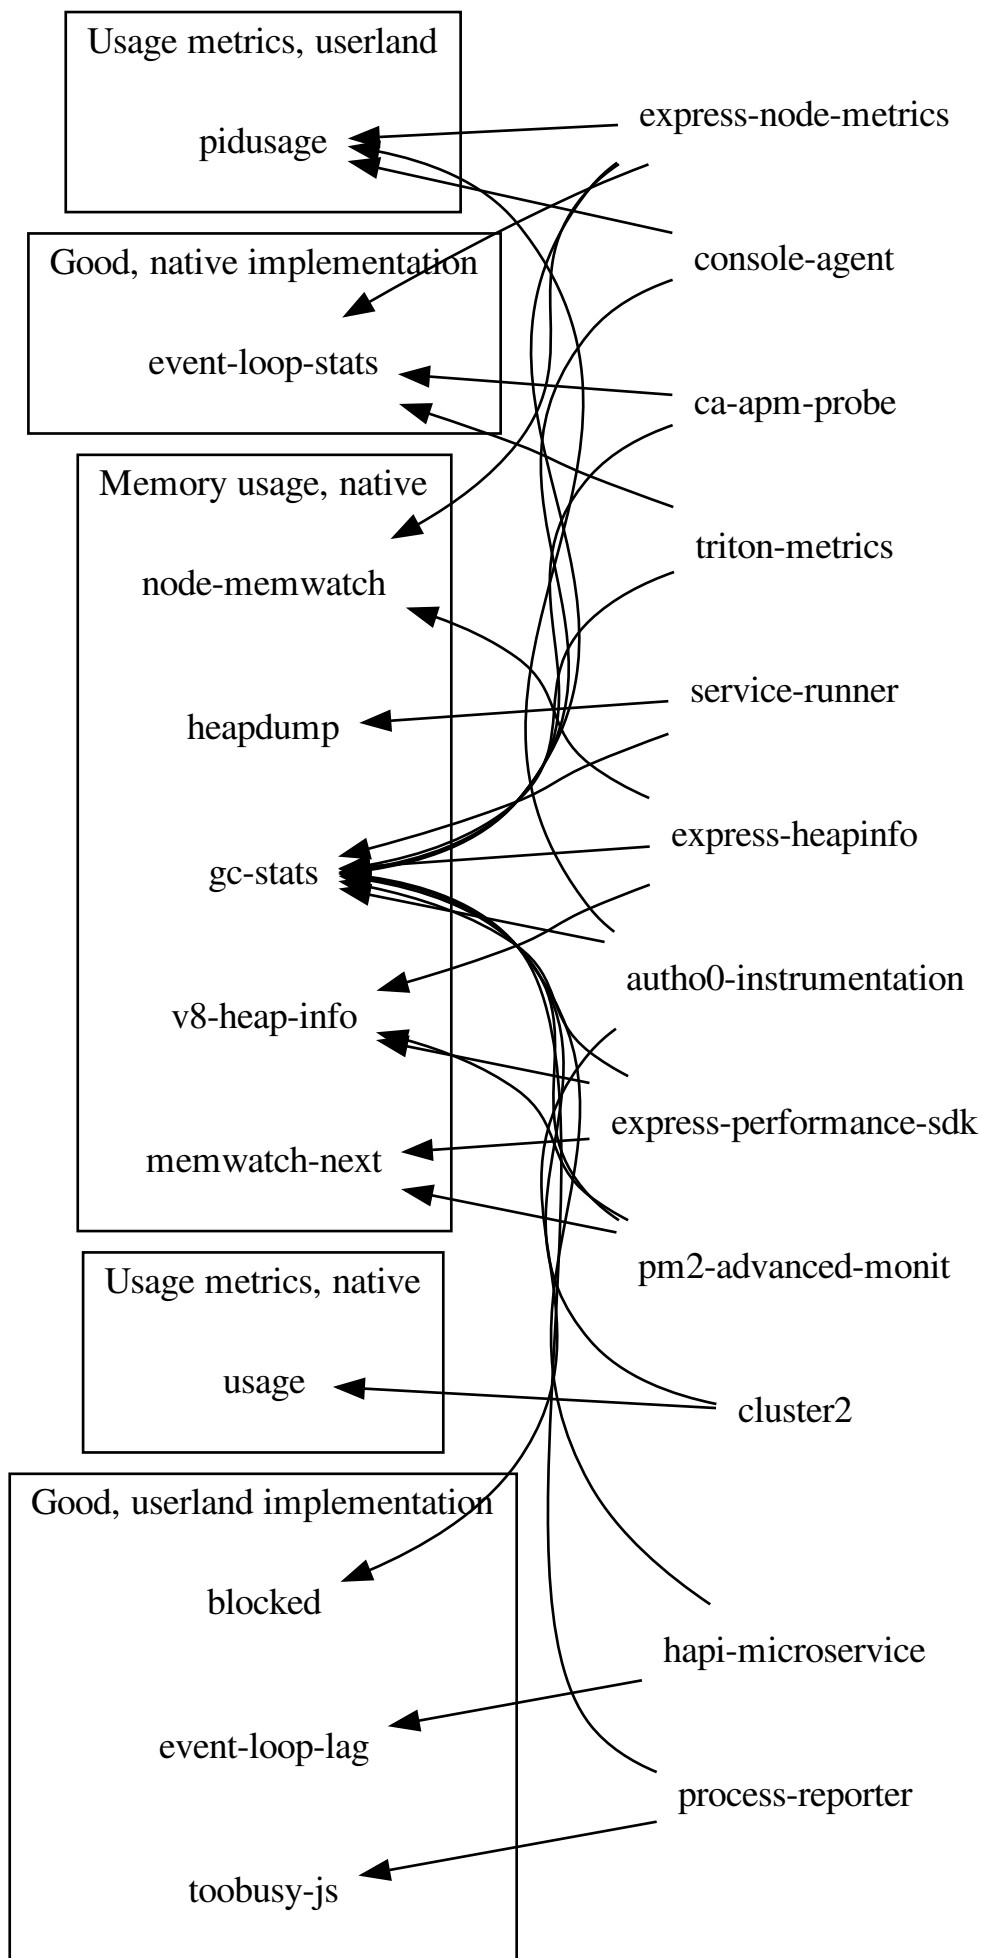 Usage metrics, userland
pidusage
Good, native implementation
event-loop-stats
Memory usage, native
node-memwatch
heapdump
gc-stats
v8-heap-info
memwatch-next
Usage metrics, native
usage
Good, userland implementation
blocked
event-loop-lag
toobusy-js
express-node-metrics
console-agent
ca-apm-probe
triton-metrics
service-runner
express-heapinfo
autho0-instrumentation
express-performance-sdk
pm2-advanced-monit
cluster2
hapi-microservice
process-reporter